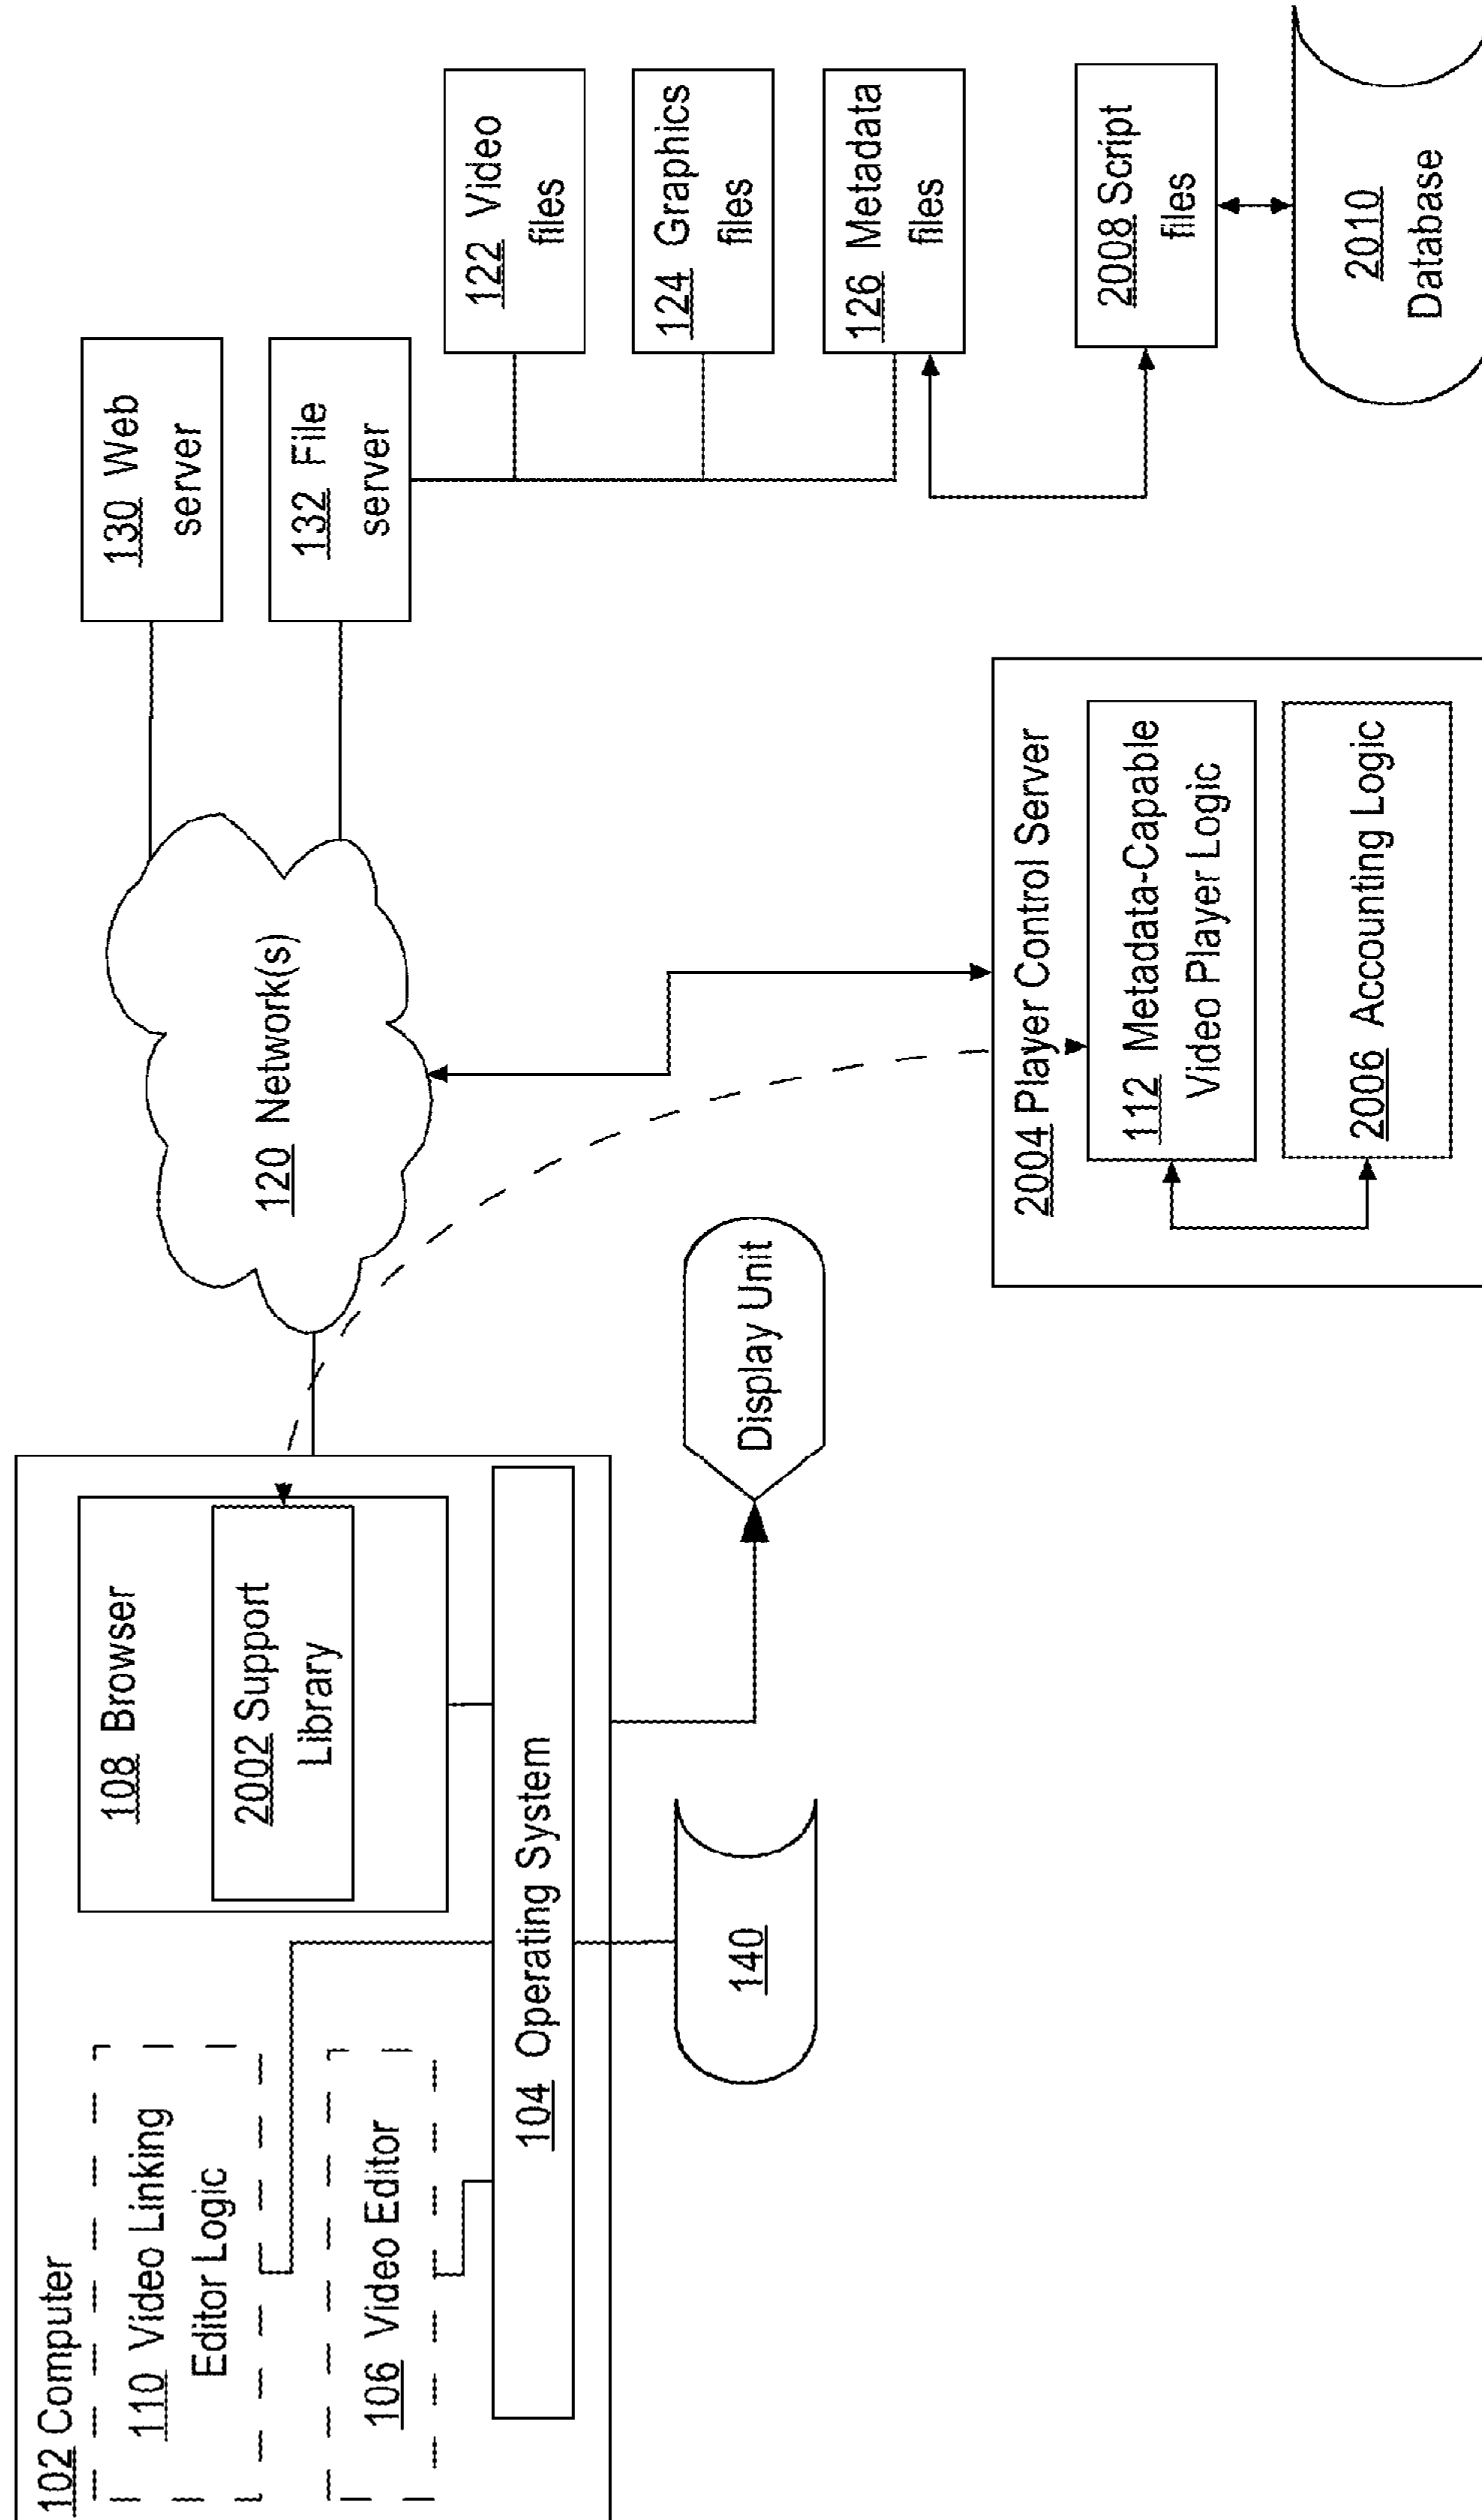 102 Computer
110 Video Linking
Editor Logic
106 Video Editor
104 Operating System
108 Browser
2002 Support
Library
140
Display Unit
120 Network(s)
130 Web
server
132 File
server
122 Video
files
124 Graphics
files
126 Metadata
files
2008 Script
files
2010
Database
2004 Player Control Server
112 Metadata-Capable
Video Player Logic
2006 Accounting Logic